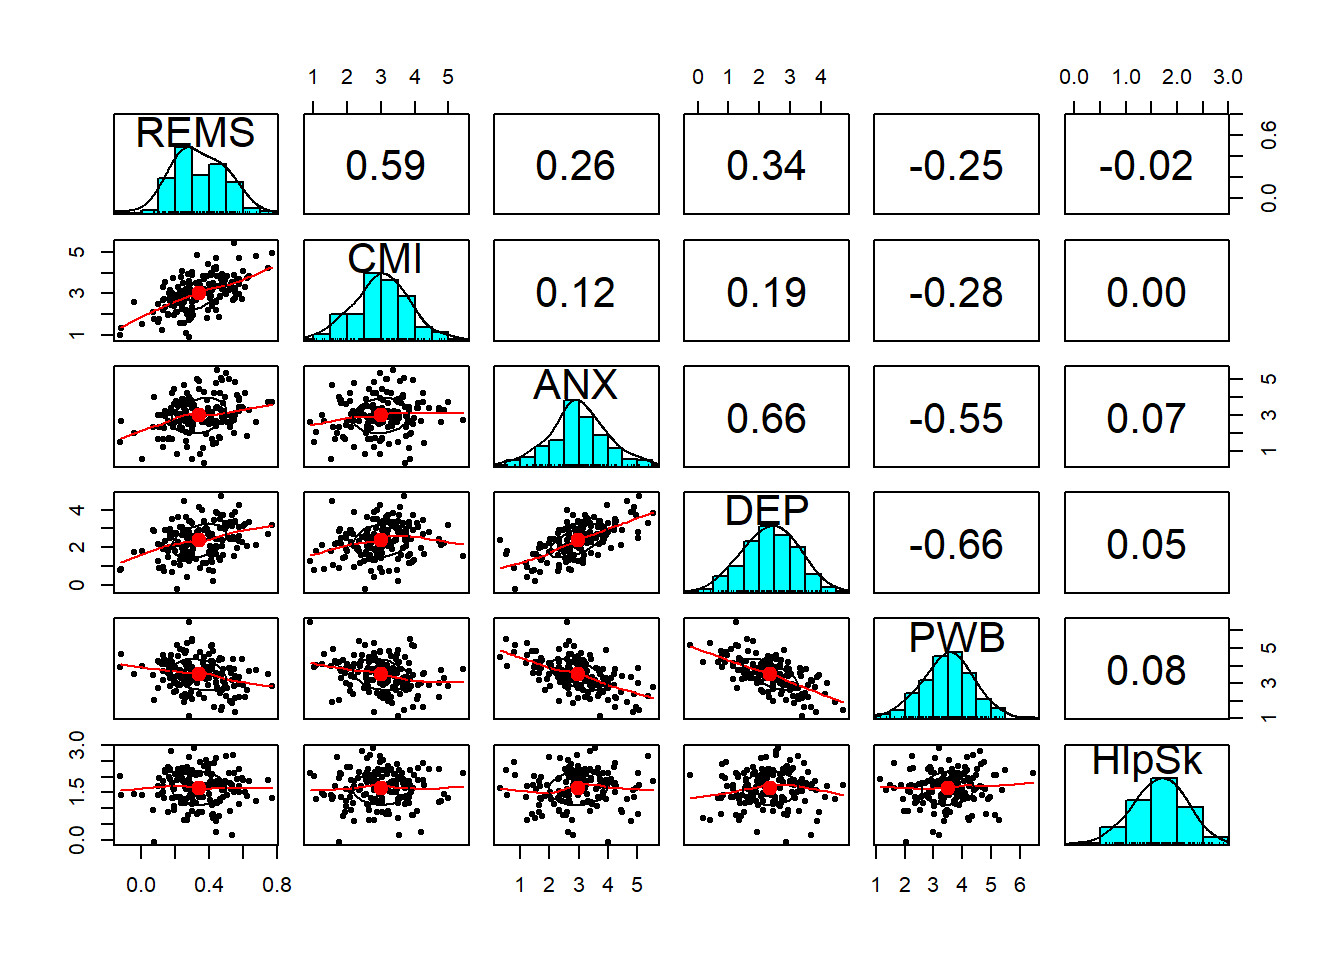 1 2 3 4 5 0 1 2 3 4 0.0 1.0 2.0 3.0
REMS 0.59 0.26 0.34 -0.25 -0.02 0.0 0.6
1 3 5 CMI 0.12 0.19 -0.28 0.00
ANX 0.66 -0.55 0.07 1 3 5
0 2 4 DEP -0.66 0.05
PWB 0.08 1 3 5
0.0 1.5 3.0 HlpSk
0.0 0.4 0.8 1 2 3 4 5 1 2 3 4 5 6